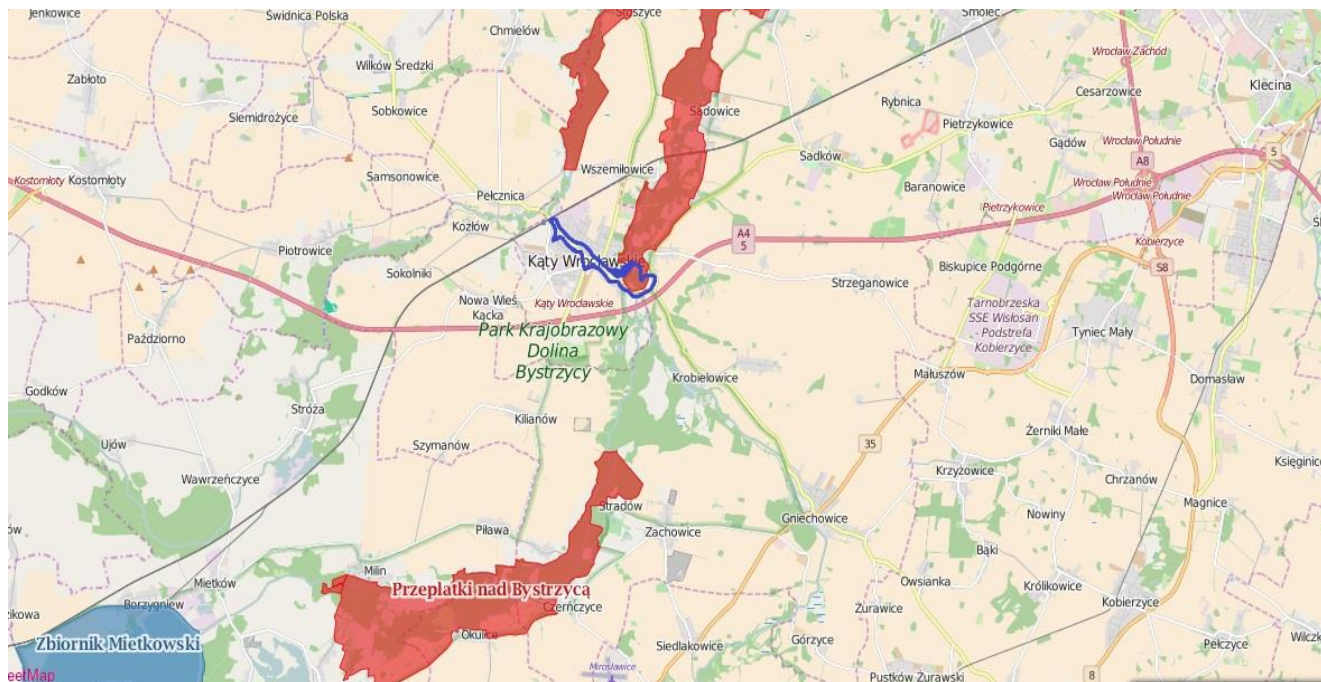 Jenkowice
Świdnica Polska
Stoszyce
Smolec
Chmielów
Wrocław Zachód
Zabłoto
Wilków Średzki
Klecina
Cesarzowice
Sobkowice
Rybnica
Sadowice
Siemidrożyce
Pietrzykowice
Gądów
Wrocław Południe
5
Sadków
A8
Wszemiłowice
Kostomłoty
Kostomłoty
Samsonowice
Baranowice
Wrocław Południe
Wrocław Południe
Pełcznica
Pietrzykowice
Kozłów
A4
5
Piotrowice
Kobierzyce
Kąty Wrocławskie
Sokolniki
Biskupice Podgórne
S8
Strzeganowice
Nowa Wieś
Kącka
Kąty Wrocławskie
Tarnobrzeska
SSE Wisłosan
- Podstrefa
Kobierzyce
Park Krajobrazowy
Dolina
Bystrzycy
Październo
Tyniec Mały
Krobielowice
Małuszów
Domasław
Godków
Stróża
Kilianów
Szymanów
Żerniki Małe
Ujów
35
Księginice
Krzyżowice
Wawrzeńczyce
Chrzanów
Magnice
Stradów
Gniechowice
Nowiny
Piława
Zachowice
Bąki
Milin
Mietków
Przeplatki nad Bystrzycą
Owsianka
Królikowice
Borzygniew
Czerńczyce
Żurawice
Kobierzyce
Zbiornik Mietkowski
Okulice
Siedlakowice
Górzyce
Pełczyce
Mirosławice
Pustków Żurawski
8
eetMap